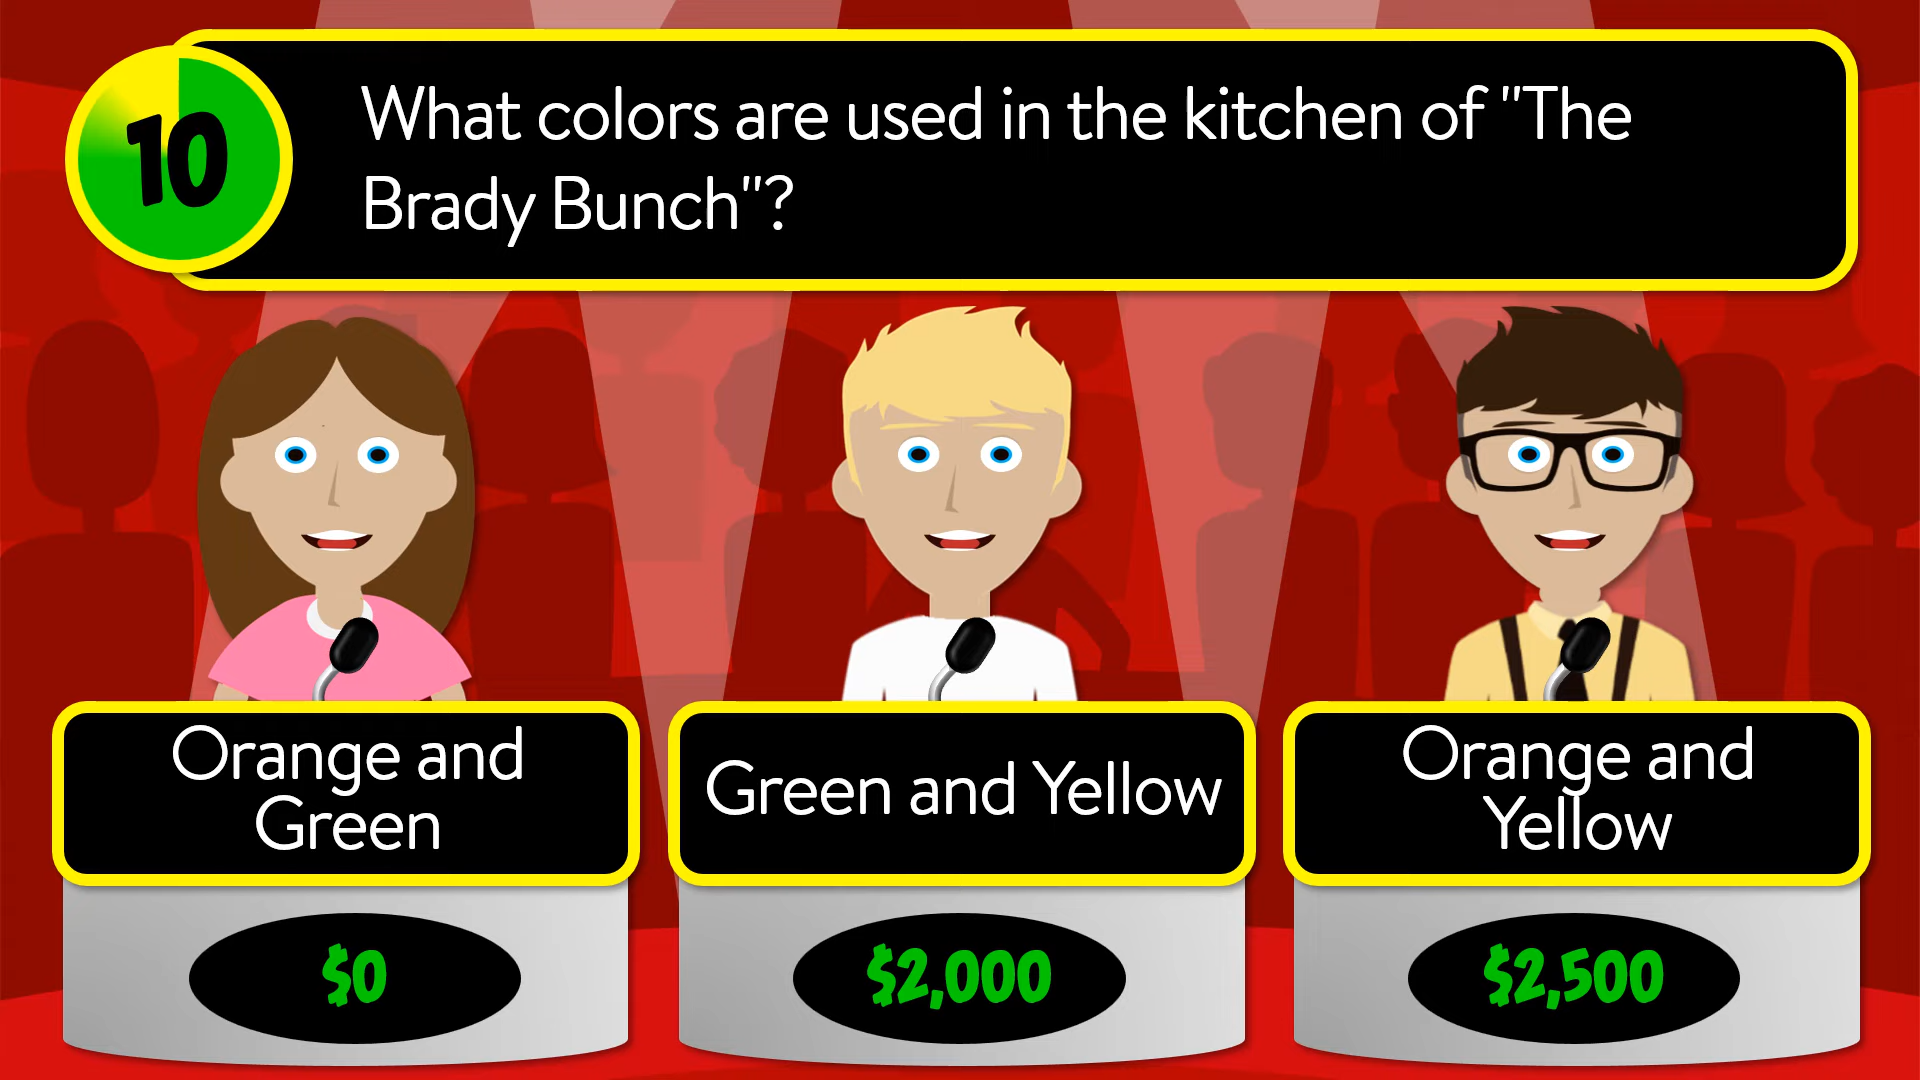 10
What colors are used in the kitchen of "The
Brady Bunch"?
Orange and
Green
Green and Yellow
Orange and
Yellow
$0
$2,000
$2,500